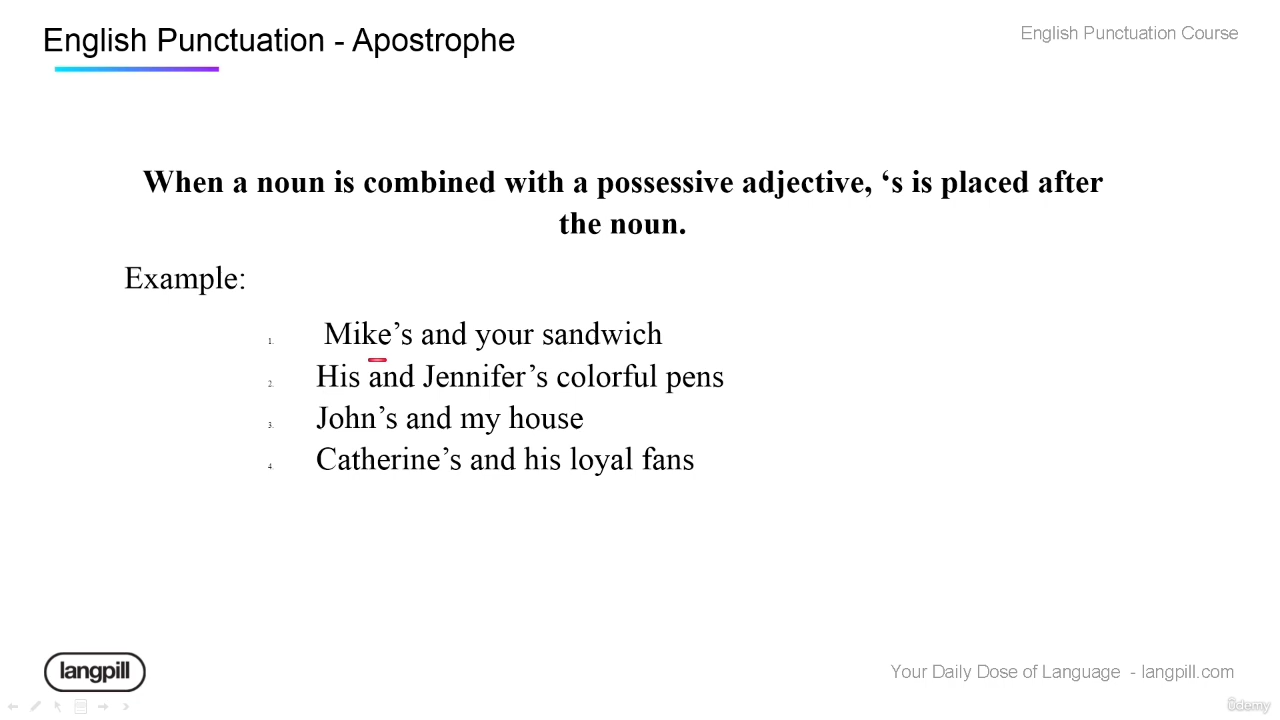 English Punctuation - Apostrophe
English Punctuation Course
When a noun is combined with a possessive adjective, ‘s is placed after
the noun.
Example:
1. Mike’s and your sandwich
2. His and Jennifer’s colorful pens
3. John’s and my house
4. Catherine’s and his loyal fans
langpill
Your Daily Dose of Language - langpill.com
ûdemy